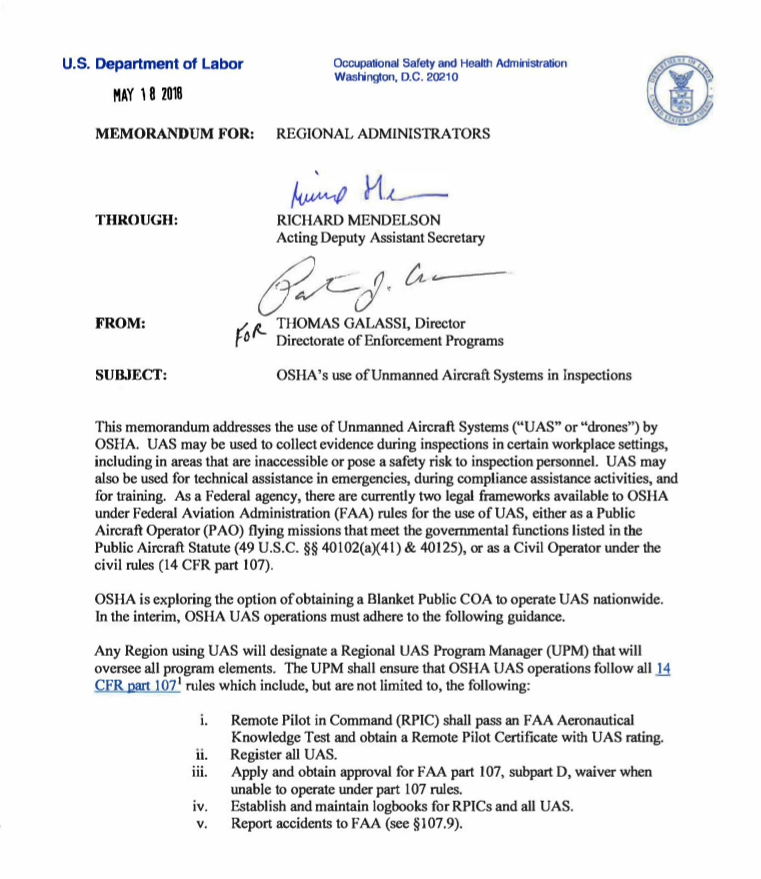 U.S. Department of Labor
Occupational Safety and Health Administration
Washington, D.C. 20210
MAY 18 2018
DEPARTMENT OF LABOR
UNITED STATES OF AMERICA
MEMORANDUM FOR: REGIONAL ADMINISTRATORS
THROUGH: RICHARD MENDELSON
Acting Deputy Assistant Secretary
FROM: FOR THOMAS GALASSI, Director
Directorate of Enforcement Programs
SUBJECT: OSHA's use of Unmanned Aircraft Systems in Inspections
This memorandum addresses the use of Unmanned Aircraft Systems (“UAS” or “drones”) by
OSHA. UAS may be used to collect evidence during inspections in certain workplace settings,
including in areas that are inaccessible or pose a safety risk to inspection personnel. UAS may
also be used for technical assistance in emergencies, during compliance assistance activities, and
for training. As a Federal agency, there are currently two legal frameworks available to OSHA
under Federal Aviation Administration (FAA) rules for the use of UAS, either as a Public
Aircraft Operator (PAO) flying missions that meet the governmental functions listed in the
Public Aircraft Statute (49 U.S.C. §§ 40102(a)(41) & 40125), or as a Civil Operator under the
civil rules (14 CFR part 107).
OSHA is exploring the option of obtaining a Blanket Public COA to operate UAS nationwide.
In the interim, OSHA UAS operations must adhere to the following guidance.
Any Region using UAS will designate a Regional UAS Program Manager (UPM) that will
oversee all program elements. The UPM shall ensure that OSHA UAS operations follow all 14
CFR part 107¹ rules which include, but are not limited to, the following:
i. Remote Pilot in Command (RPIC) shall pass an FAA Aeronautical
Knowledge Test and obtain a Remote Pilot Certificate with UAS rating.
ii. Register all UAS.
iii. Apply and obtain approval for FAA part 107, subpart D, waiver when
unable to operate under part 107 rules.
iv. Establish and maintain logbooks for RPICs and all UAS.
v. Report accidents to FAA (see §107.9).